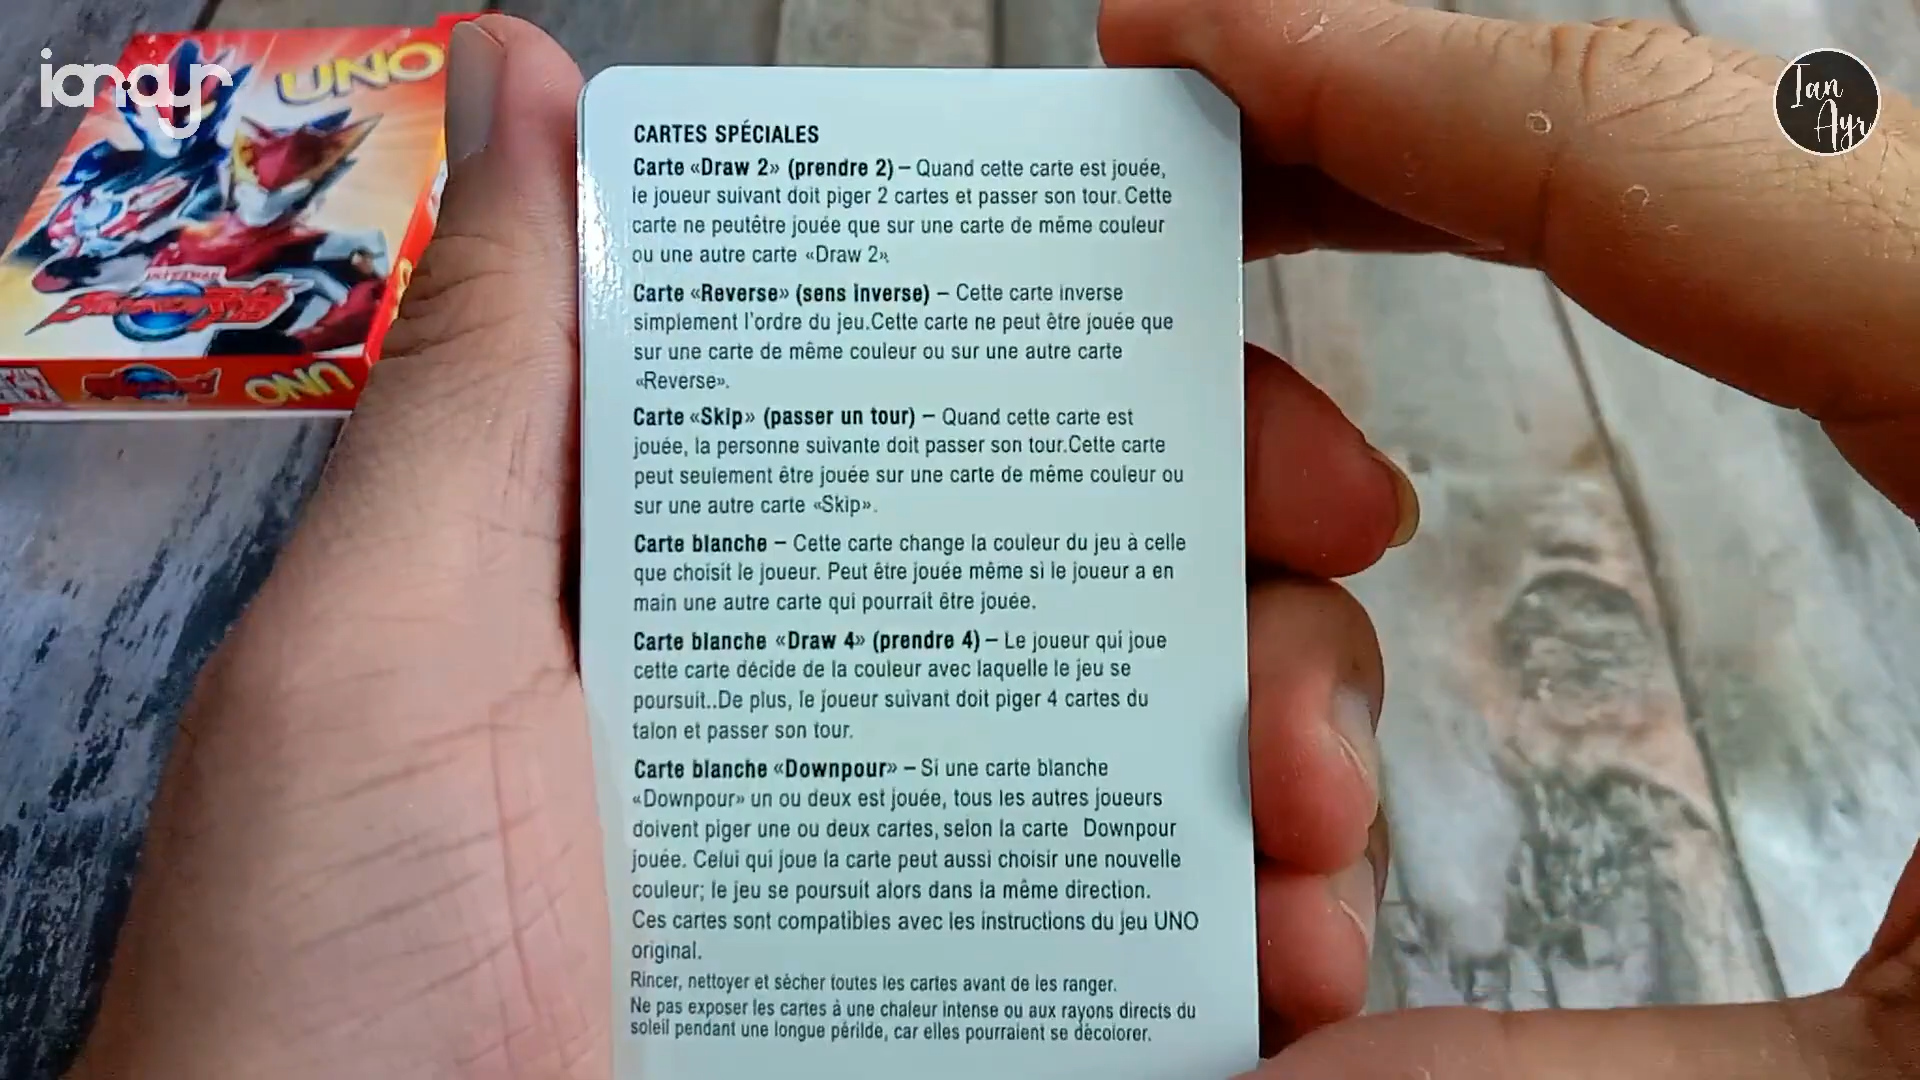 ianayr
UNO
Ian
Ayr
UNO
CARTES SPÉCIALES
Carte «Draw 2» (prendre 2) – Quand cette carte est jouée,
le joueur suivant doit piger 2 cartes et passer son tour. Cette
carte ne peutêtre jouée que sur une carte de même couleur
ou une autre carte «Draw 2».
Carte «Reverse» (sens inverse) – Cette carte inverse
simplement l'ordre du jeu.Cette carte ne peut être jouée que
sur une carte de même couleur ou sur une autre carte
«Reverse».
Carte «Skip» (passer un tour) – Quand cette carte est
jouée, la personne suivante doit passer son tour.Cette carte
peut seulement être jouée sur une carte de même couleur ou
sur une autre carte «Skip».
Carte blanche – Cette carte change la couleur du jeu à celle
que choisit le joueur. Peut être jouée même si le joueur a en
main une autre carte qui pourrait être jouée.
Carte blanche «Draw 4» (prendre 4) – Le joueur qui joue
cette carte décide de la couleur avec laquelle le jeu se
poursuit..De plus, le joueur suivant doit piger 4 cartes du
talon et passer son tour.
Carte blanche «Downpour» – Si une carte blanche
«Downpour» un ou deux est jouée, tous les autres joueurs
doivent piger une ou deux cartes, selon la carte Downpour
jouée. Celui qui joue la carte peut aussi choisir une nouvelle
couleur; le jeu se poursuit alors dans la même direction.
Ces cartes sont compatibles avec les instructions du jeu UNO
original.
Rincer, nettoyer et sécher toutes les cartes avant de les ranger.
Ne pas exposer les cartes à une chaleur intense ou aux rayons directs du
soleil pendant une longue périlde, car elles pourraient se décolorer.